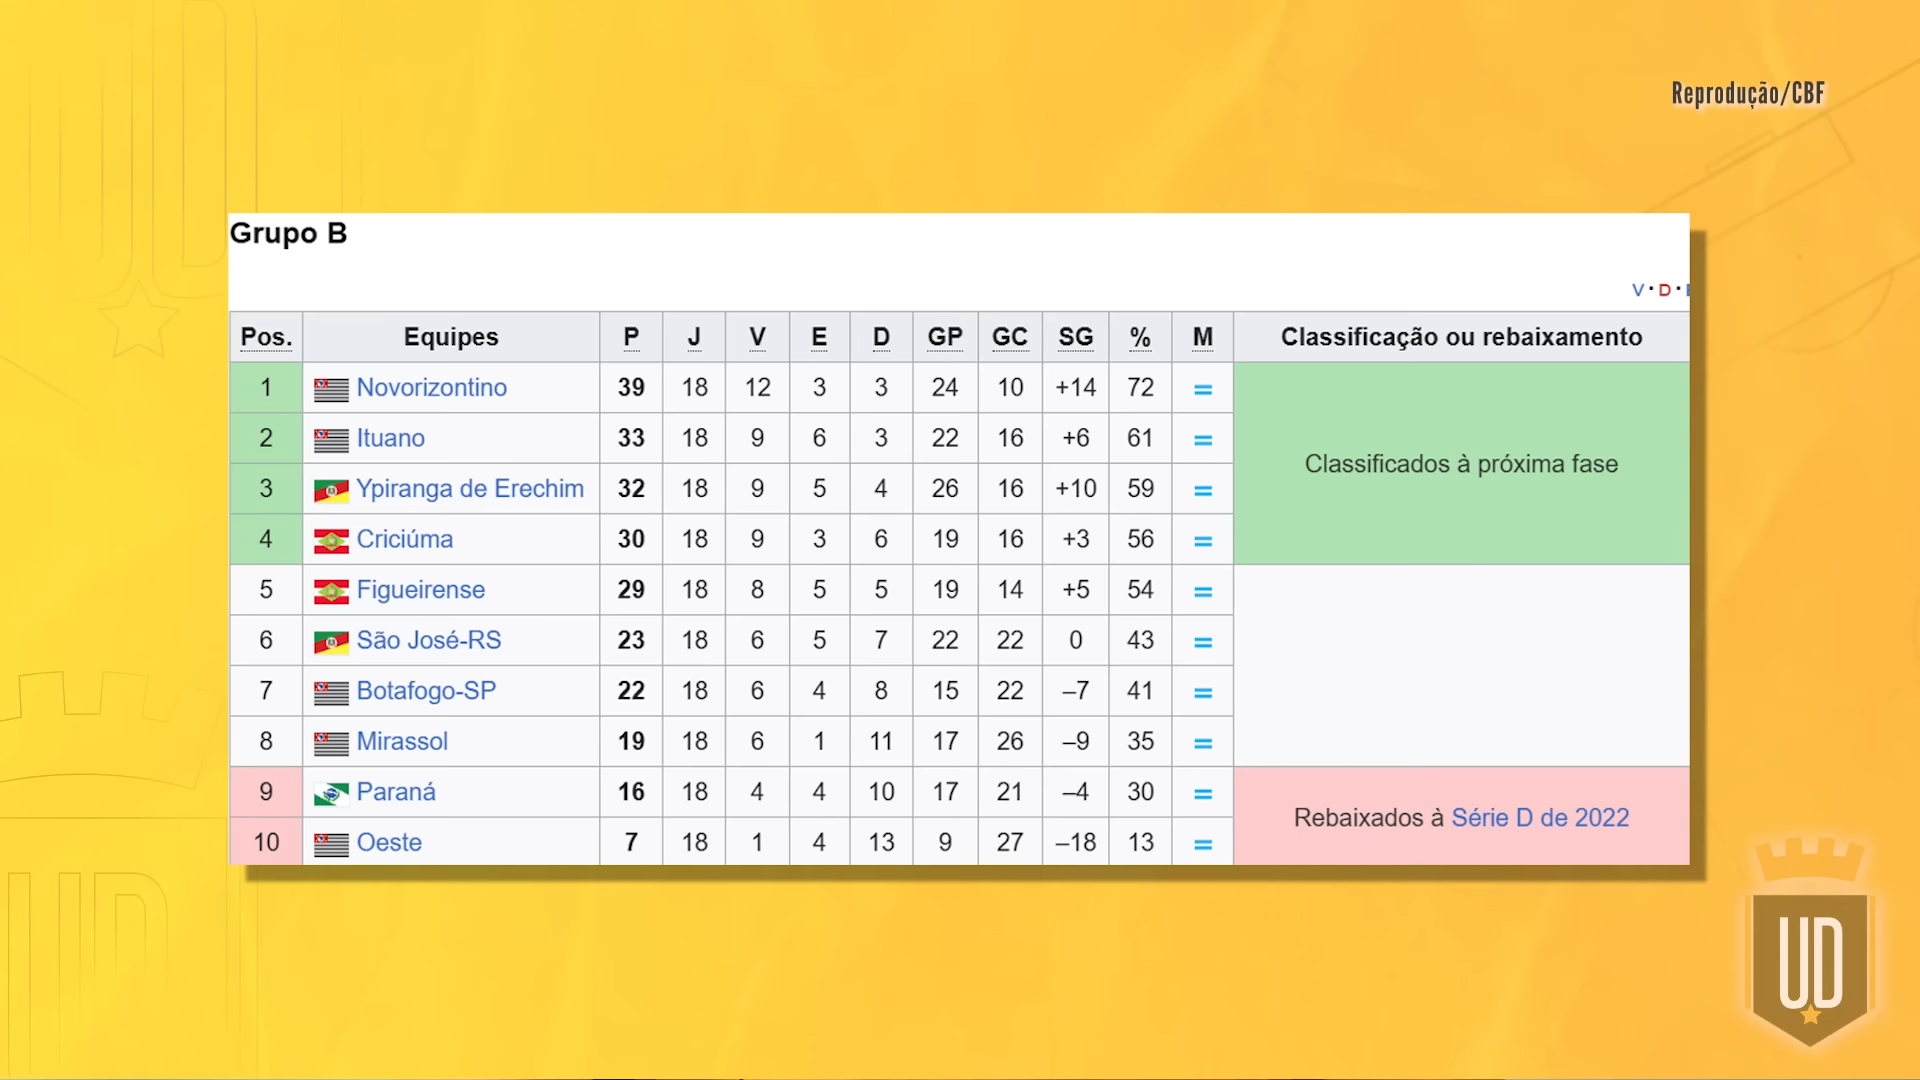 Reprodução/CBF
Grupo B
V · D ·
Pos. Equipes P J V E D GP GC SG % M Classificação ou rebaixamento
1 Novorizontino 39 18 12 3 3 24 10 +14 72 =
2 Ituano 33 18 9 6 3 22 16 +6 61 =
Classificados à próxima fase
3 Ypiranga de Erechim 32 18 9 5 4 26 16 +10 59 =
4 Criciúma 30 18 9 3 6 19 16 +3 56 =
5 Figueirense 29 18 8 5 5 19 14 +5 54 =
6 São José-RS 23 18 6 5 7 22 22 0 43 =
7 Botafogo-SP 22 18 6 4 8 15 22 –7 41 =
8 Mirassol 19 18 6 1 11 17 26 –9 35 =
9 Paraná 16 18 4 4 10 17 21 –4 30 =
Rebaixados à Série D de 2022
10 Oeste 7 18 1 4 13 9 27 –18 13 =
UD